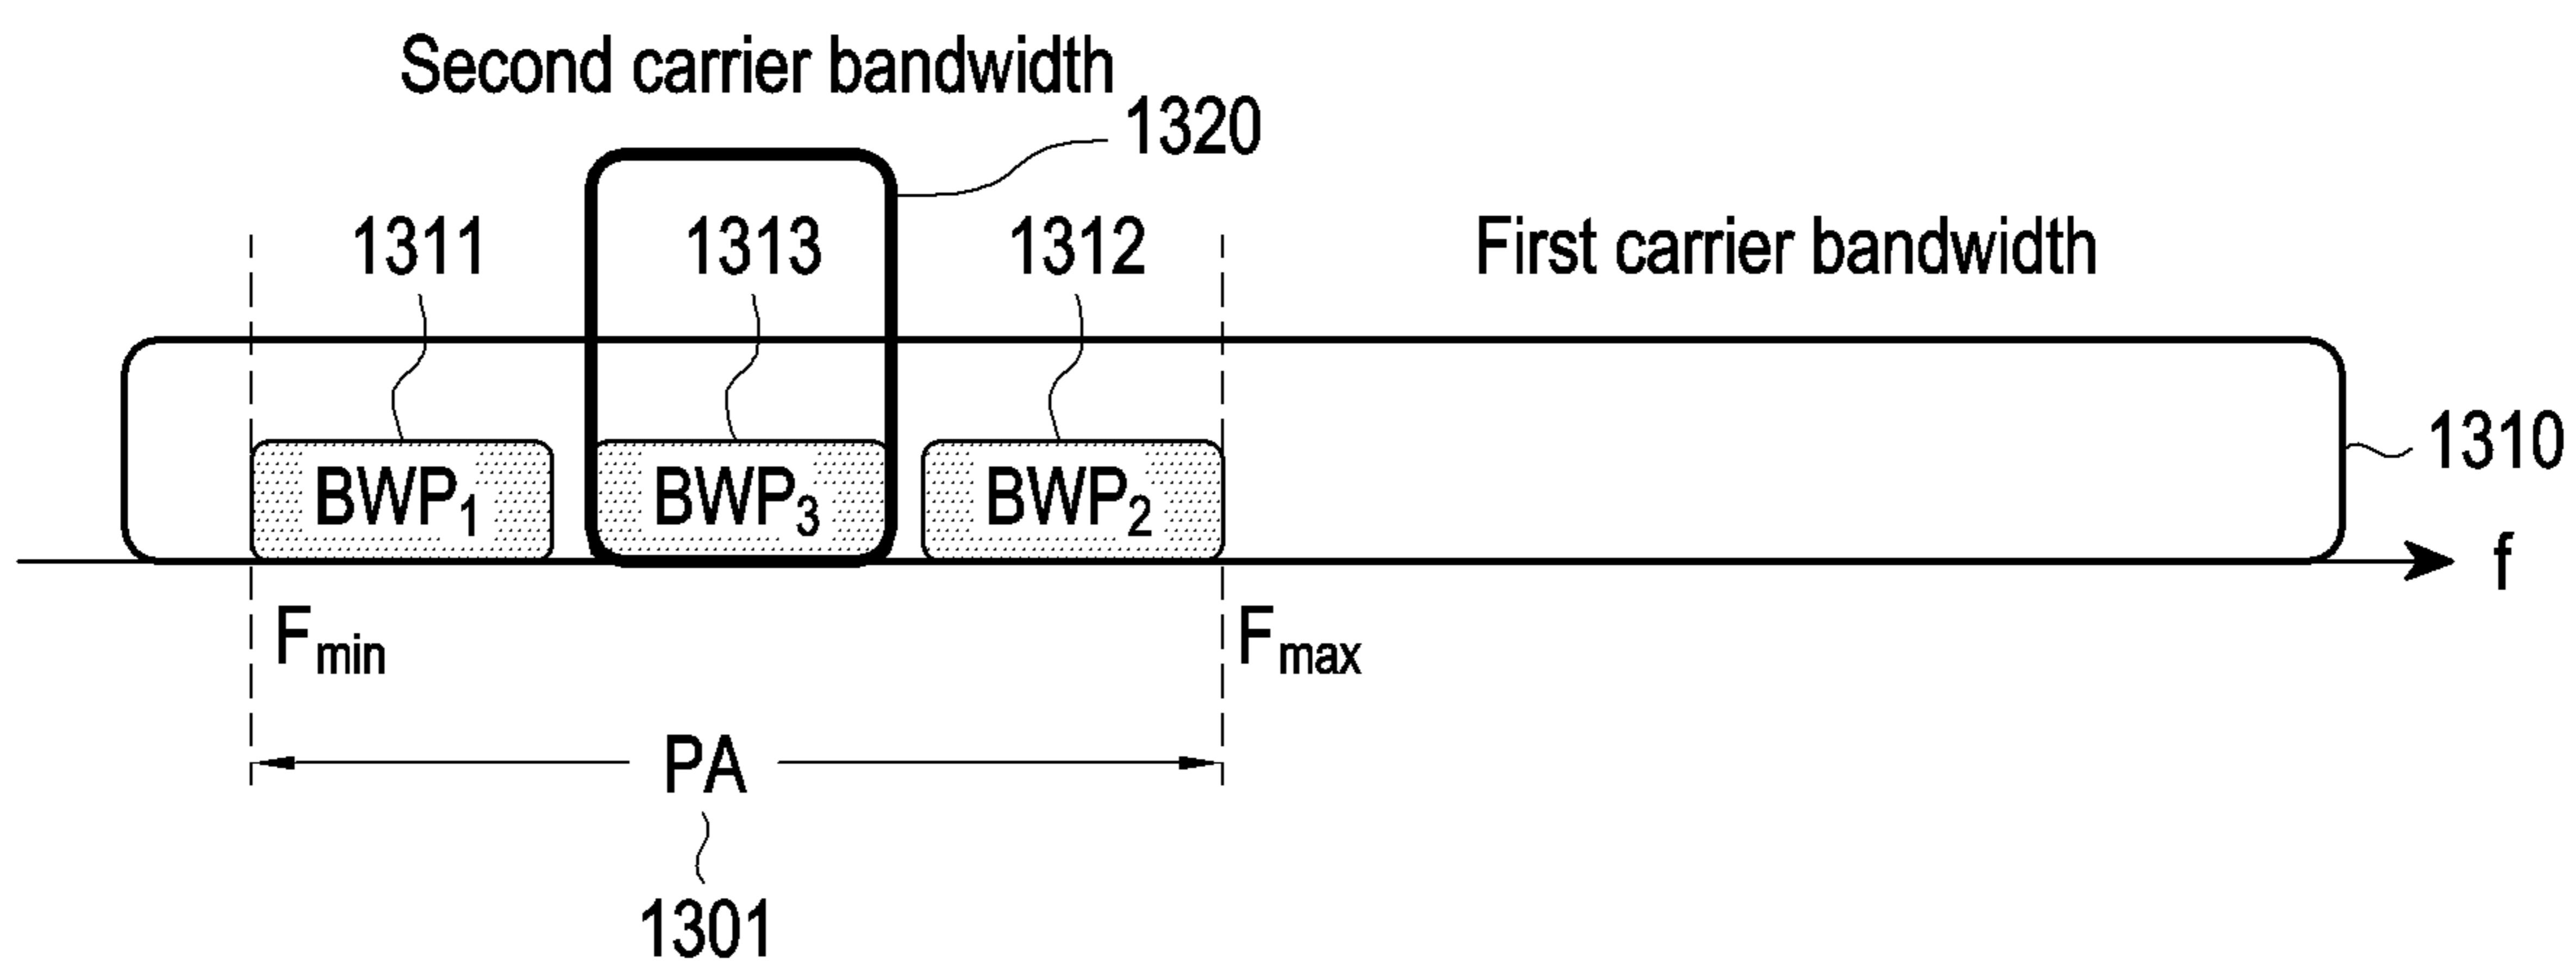 Second carrier bandwidth
1320
1311
1313
1312
First carrier bandwidth
1310
BWP1
BWP3
BWP2
f
Fmin
Fmax
PA
1301